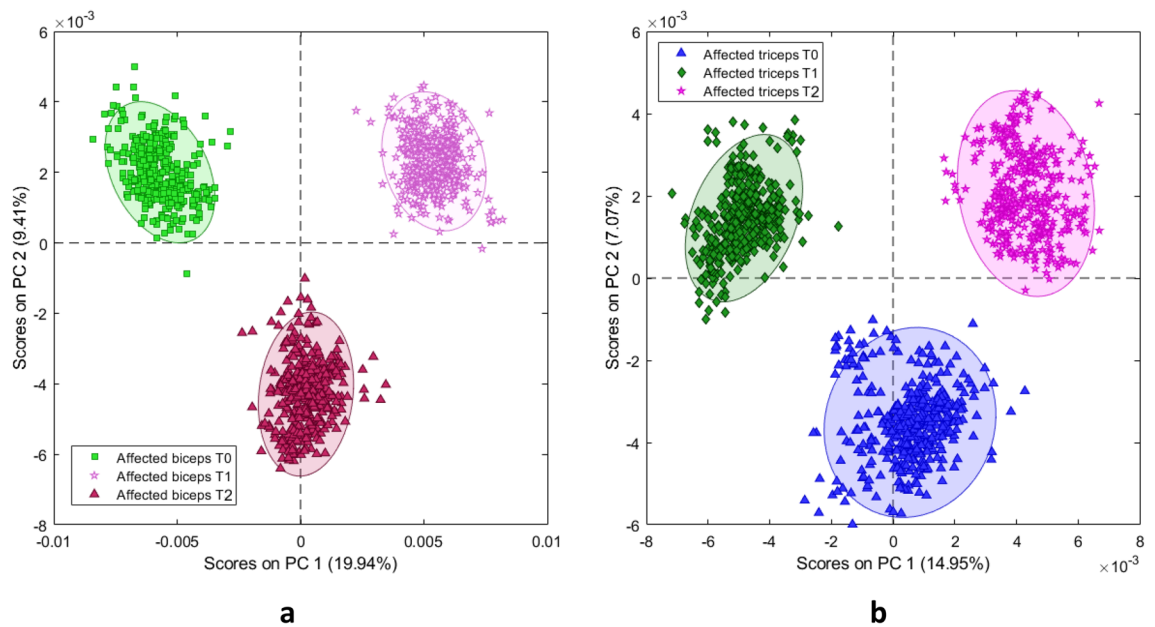 ×10⁻³
6
4
2
0
-2
-4
-6
-8
Scores on PC 2 (9.41%)
Affected biceps T0
Affected biceps T1
Affected biceps T2
-0.01
-0.005
0
0.005
0.01
Scores on PC 1 (19.94%)
a
×10⁻³
6
4
2
0
-2
-4
-6
Scores on PC 2 (7.07%)
Affected triceps T0
Affected triceps T1
Affected triceps T2
-8
-6
-4
-2
0
2
4
6
8
Scores on PC 1 (14.95%)
×10⁻³
b